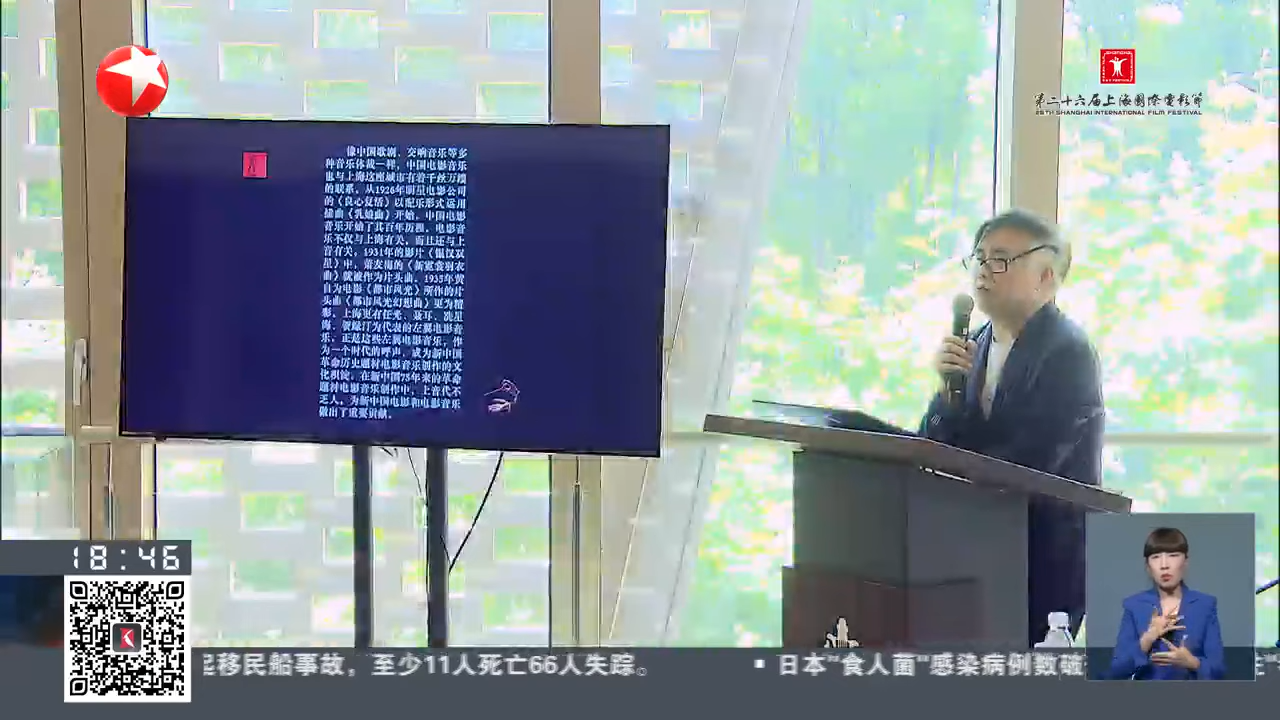 第二十六届上海國際電影節
26TH SHANGHAI INTERNATIONAL FILM FESTIVAL
像中国歌剧、交响音乐等多
种音乐体裁一样，中国电影音乐
也与上海这座城市有着千丝万缕
的联系。从1926年明星电影公司
的《良心复活》以配乐形式运用
插曲《乳娘曲》开始，中国电影
音乐开始了其百年历程。电影音
乐不仅与上海有关，而且还与上
音有关。1931年的影片《银汉双
星》中，萧友梅的《新霓裳羽衣
曲》就被作为片头曲。1935年黄
自为电影《都市风光》所作的片
头曲《都市风光幻想曲》更为精
彩。上海更有任光、聂耳、冼星
海、贺绿汀为代表的左翼电影音
乐，正是这些左翼电影音乐，作
为一个时代的呼声，成为新中国
革命历史题材电影音乐创作的文
化积淀。在新中国75年来的革命
题材电影音乐创作中，上音代不
乏人，为新中国电影和电影音乐
做出了重要贡献。
18:46
起移民船事故，至少11人死亡66人失踪。
▪ 日本"食人菌"感染病例数破